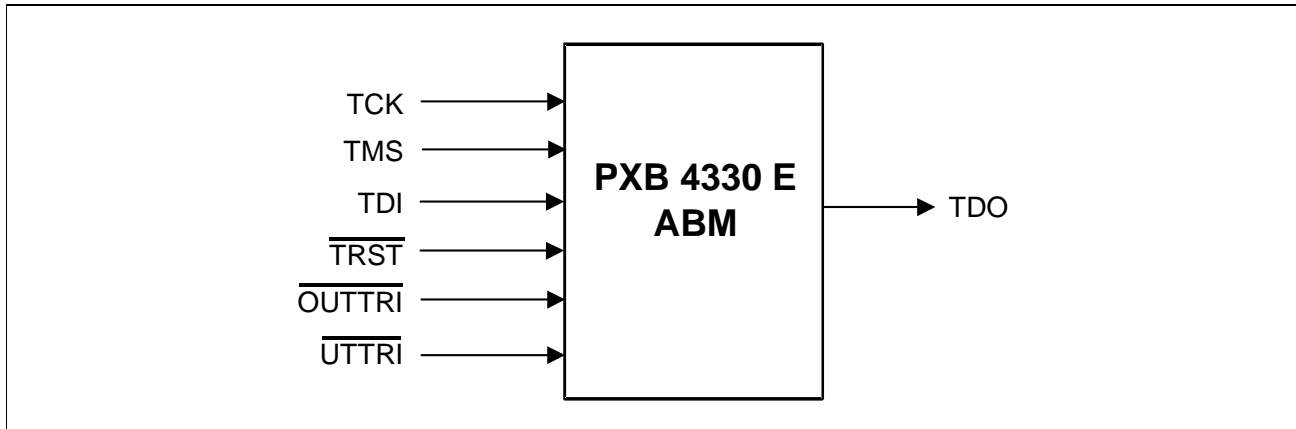 TCK
TMS
TDI
TRST
OUTTRI
UTTRI
PXB 4330 E
ABM
TDO